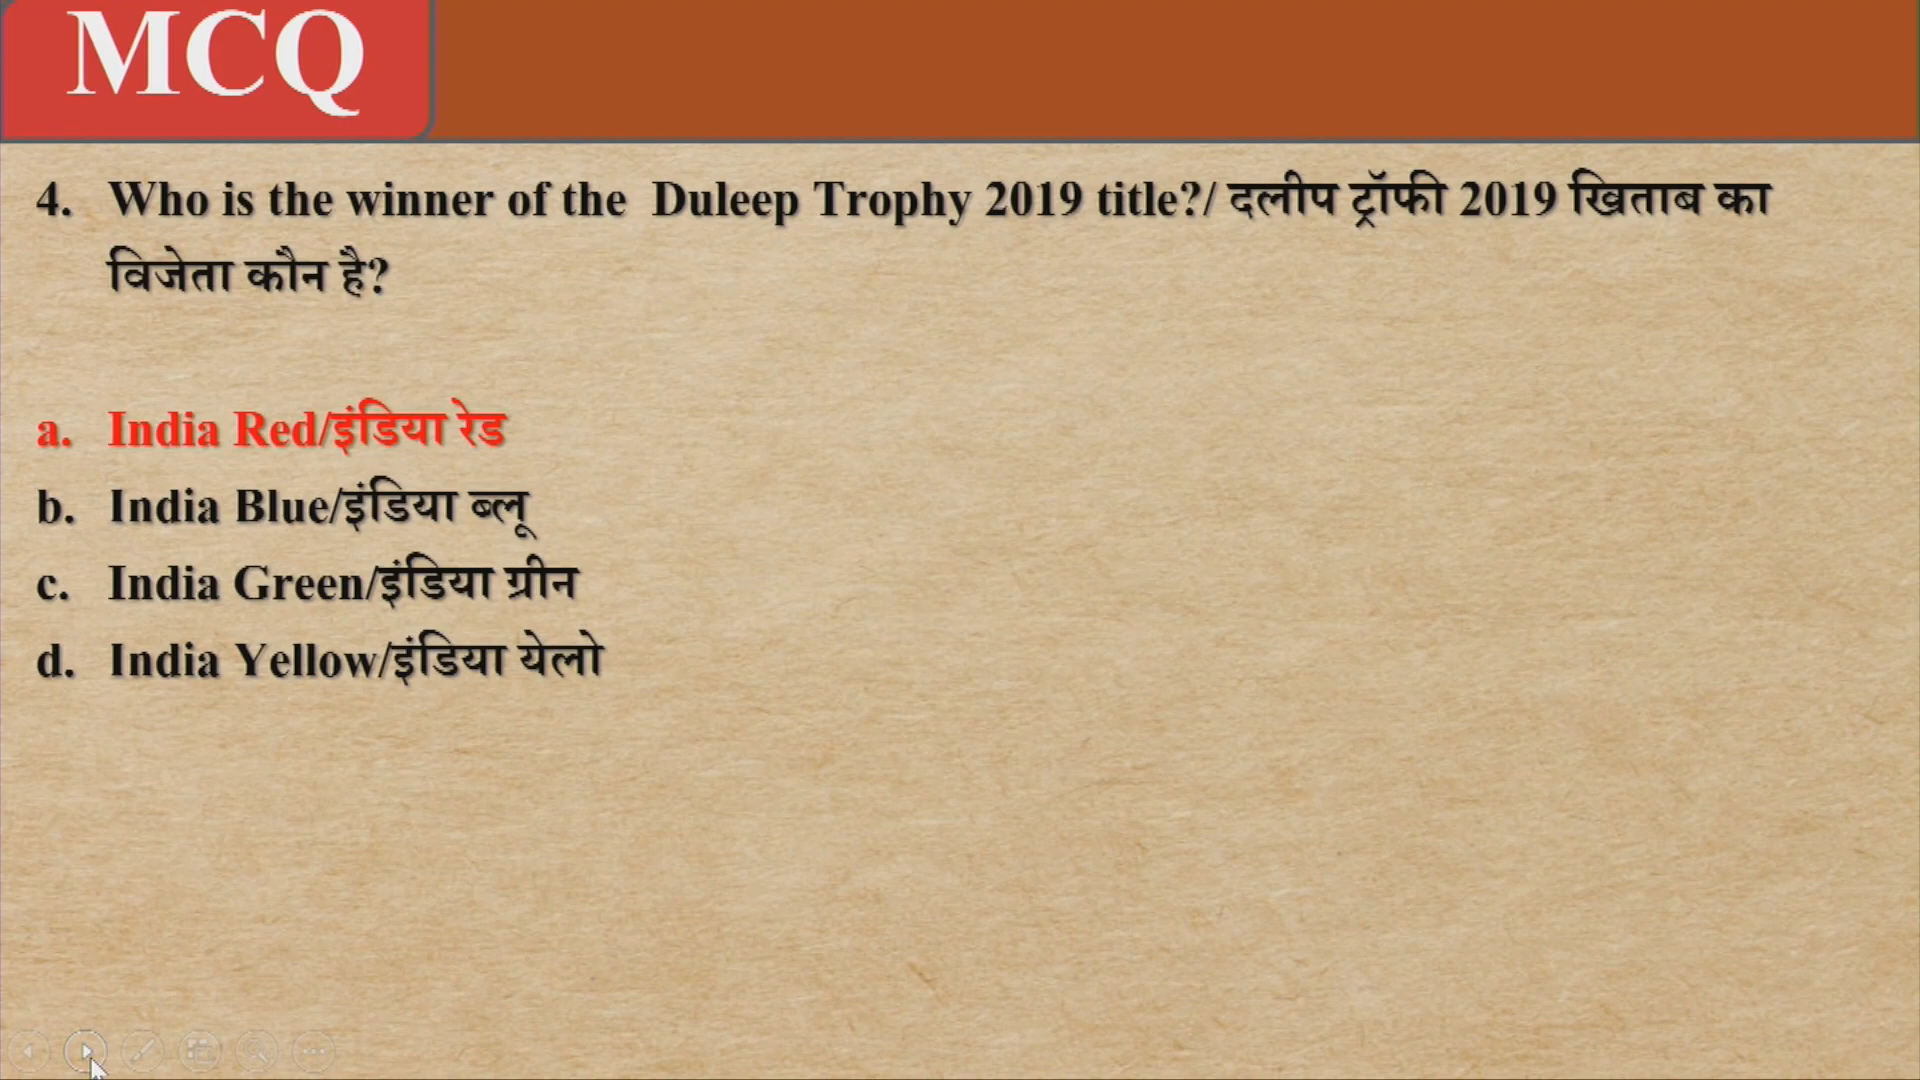 MCQ
4. Who is the winner of the Duleep Trophy 2019 title?/ दलीप ट्रॉफी 2019 खिताब का
विजेता कौन है?
a. India Red/इंडिया रेड
b. India Blue/इंडिया ब्लू
c. India Green/इंडिया ग्रीन
d. India Yellow/इंडिया येलो